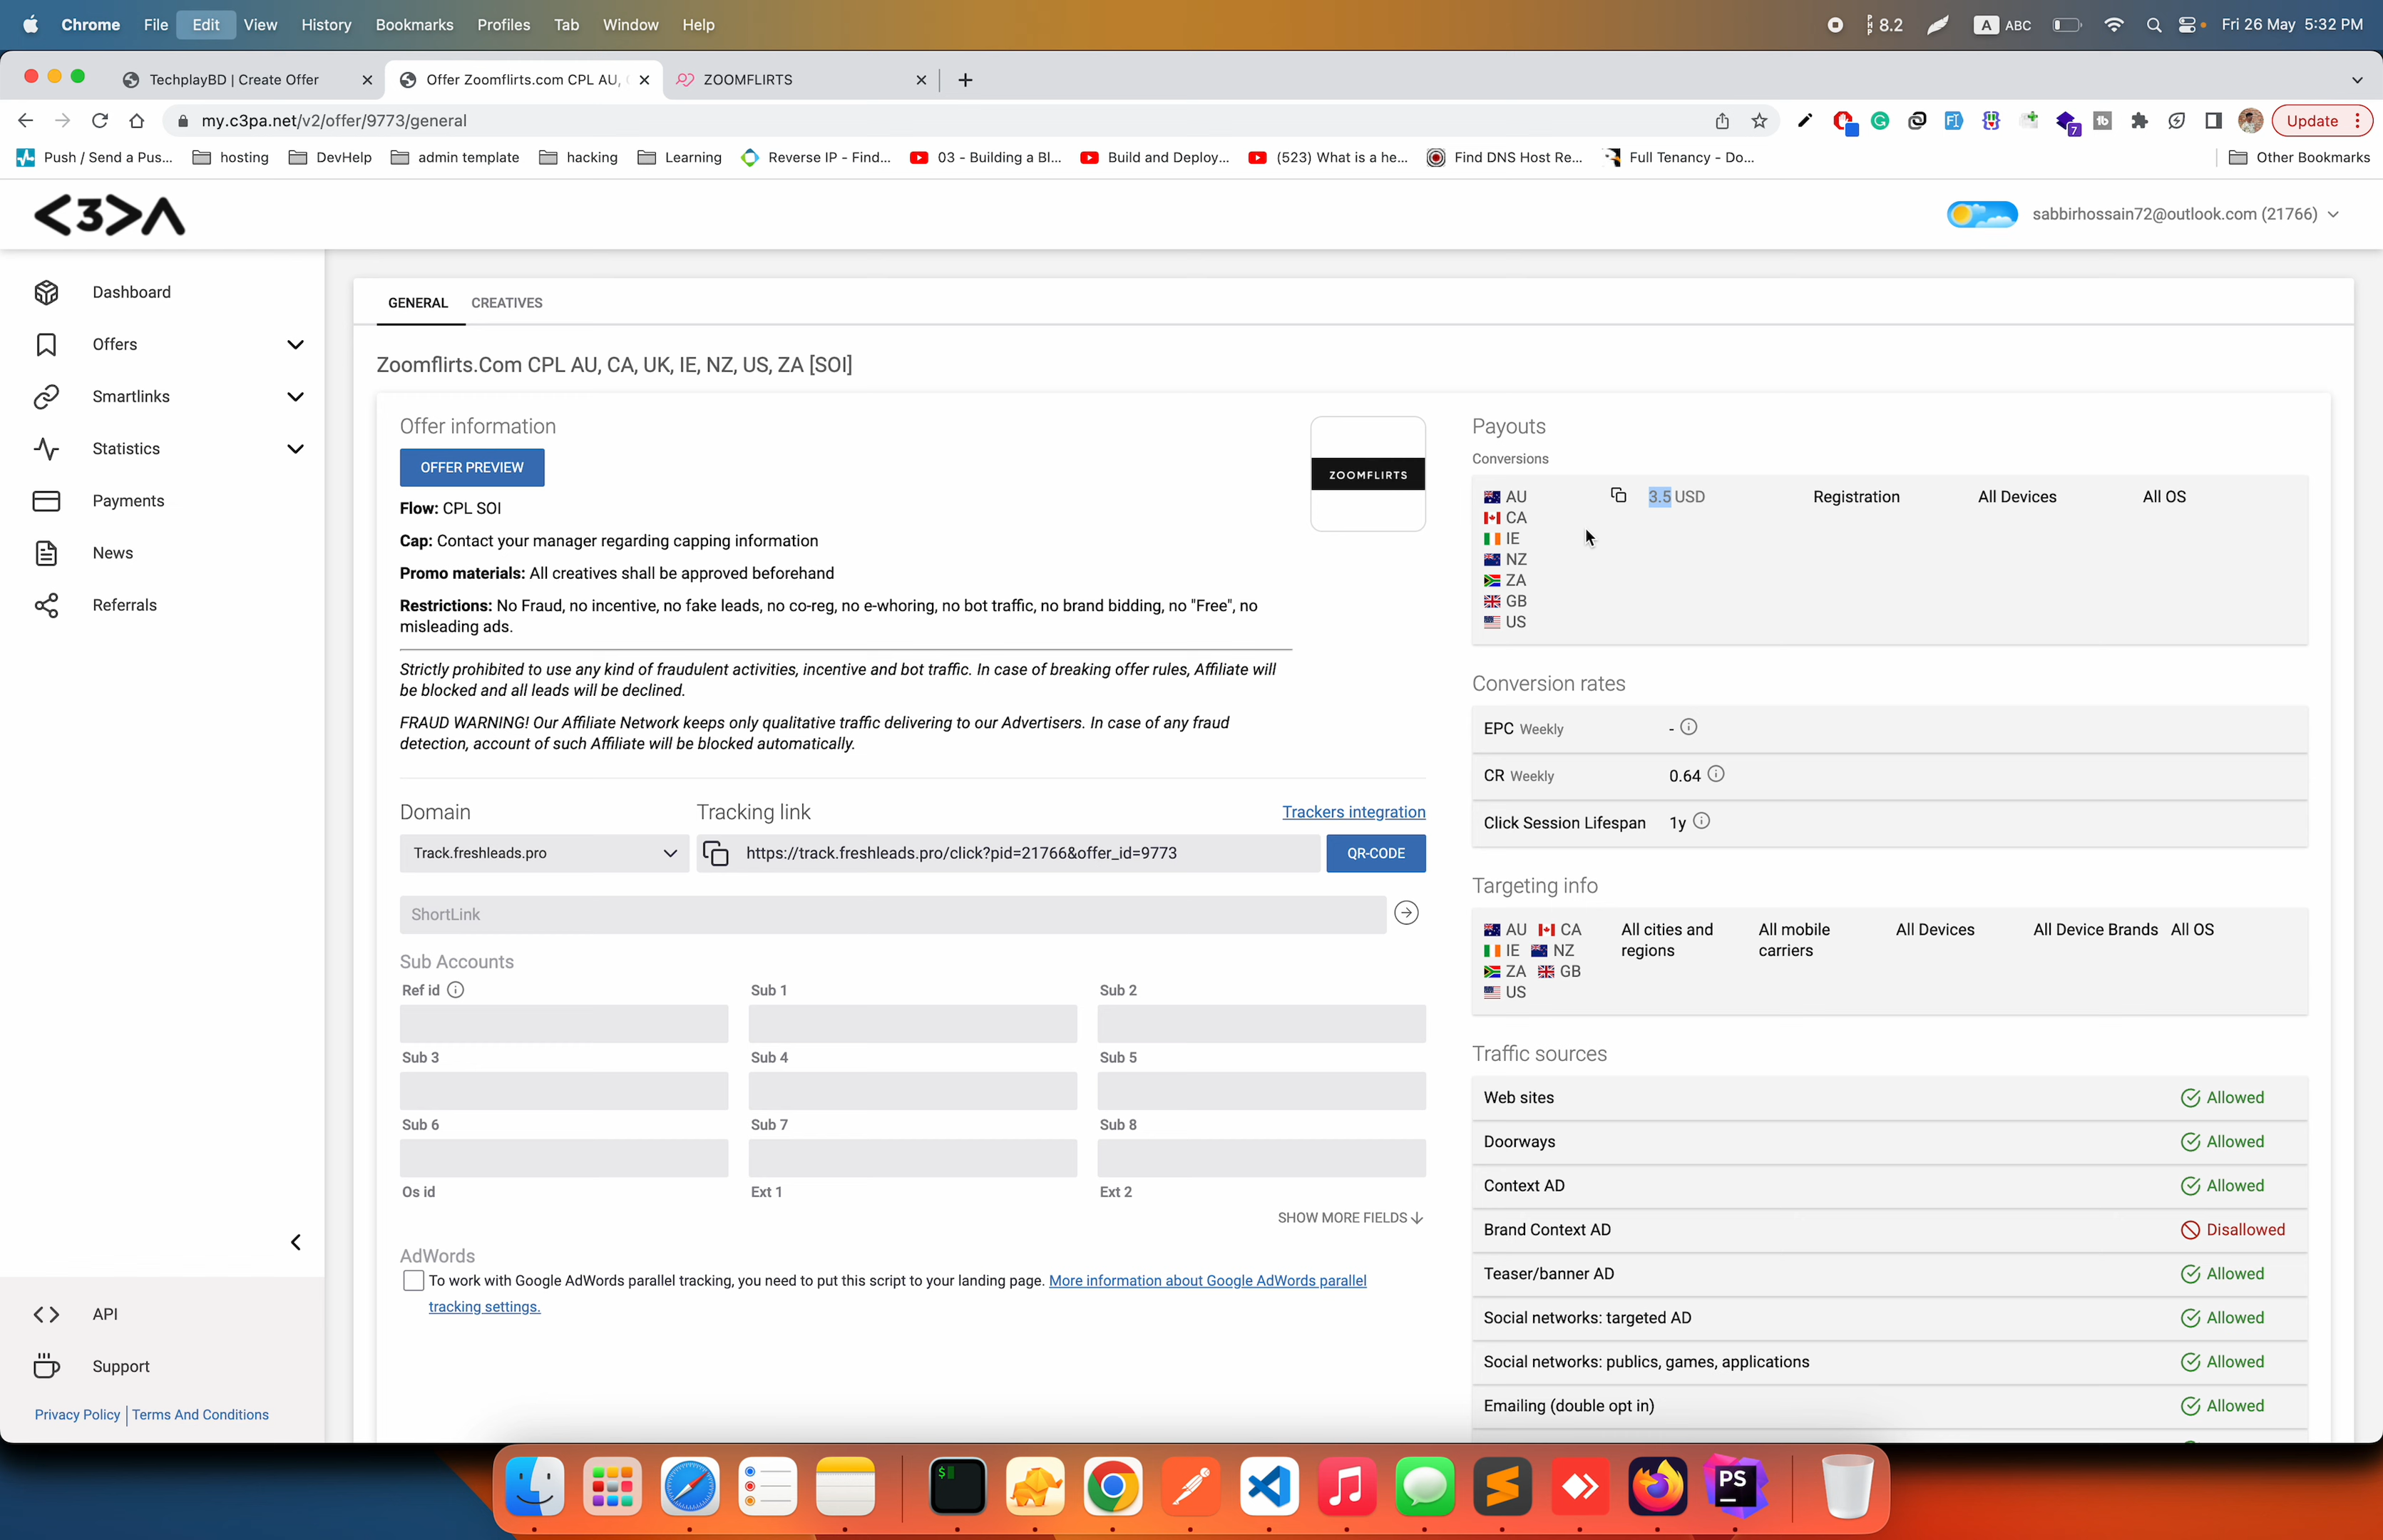 Chrome File Edit View History Bookmarks Profiles Tab Window Help 8.2 A ABC Fri 26 May 5:32 PM
TechplayBD | Create Offer Offer Zoomflirts.com CPL AU, ZOOMFLIRTS
my.c3pa.net/v2/offer/9773/general Update
Push / Send a Pus... hosting DevHelp admin template hacking Learning Reverse IP - Find... 03 - Building a Bl... Build and Deploy... (523) What is a he... Find DNS Host Re... Full Tenancy - Do... Other Bookmarks
<3>Λ sabbirhossain72@outlook.com (21766)
Dashboard
Offers
Smartlinks
Statistics
Payments
News
Referrals
API
Support
Privacy Policy | Terms And Conditions
GENERAL CREATIVES
Zoomflirts.Com CPL AU, CA, UK, IE, NZ, US, ZA [SOI]
Offer information
OFFER PREVIEW
ZOOMFLIRTS
Flow: CPL SOI
Cap: Contact your manager regarding capping information
Promo materials: All creatives shall be approved beforehand
Restrictions: No Fraud, no incentive, no fake leads, no co-reg, no e-whoring, no bot traffic, no brand bidding, no "Free", no
misleading ads.
Strictly prohibited to use any kind of fraudulent activities, incentive and bot traffic. In case of breaking offer rules, Affiliate will
be blocked and all leads will be declined.
FRAUD WARNING! Our Affiliate Network keeps only qualitative traffic delivering to our Advertisers. In case of any fraud
detection, account of such Affiliate will be blocked automatically.
Domain Tracking link Trackers integration
Track.freshleads.pro https://track.freshleads.pro/click?pid=21766&offer_id=9773 QR-CODE
ShortLink
Sub Accounts
Ref id Sub 1 Sub 2
Sub 3 Sub 4 Sub 5
Sub 6 Sub 7 Sub 8
Os id Ext 1 Ext 2
SHOW MORE FIELDS
AdWords
To work with Google AdWords parallel tracking, you need to put this script to your landing page. More information about Google AdWords parallel
tracking settings.
Payouts
Conversions
AU 3.5 USD Registration All Devices All OS
CA
IE
NZ
ZA
GB
US
Conversion rates
EPC Weekly -
CR Weekly 0.64
Click Session Lifespan 1y
Targeting info
AU CA All cities and All mobile All Devices All Device Brands All OS
IE NZ regions carriers
ZA GB
US
Traffic sources
Web sites Allowed
Doorways Allowed
Context AD Allowed
Brand Context AD Disallowed
Teaser/banner AD Allowed
Social networks: targeted AD Allowed
Social networks: publics, games, applications Allowed
Emailing (double opt in) Allowed
PS